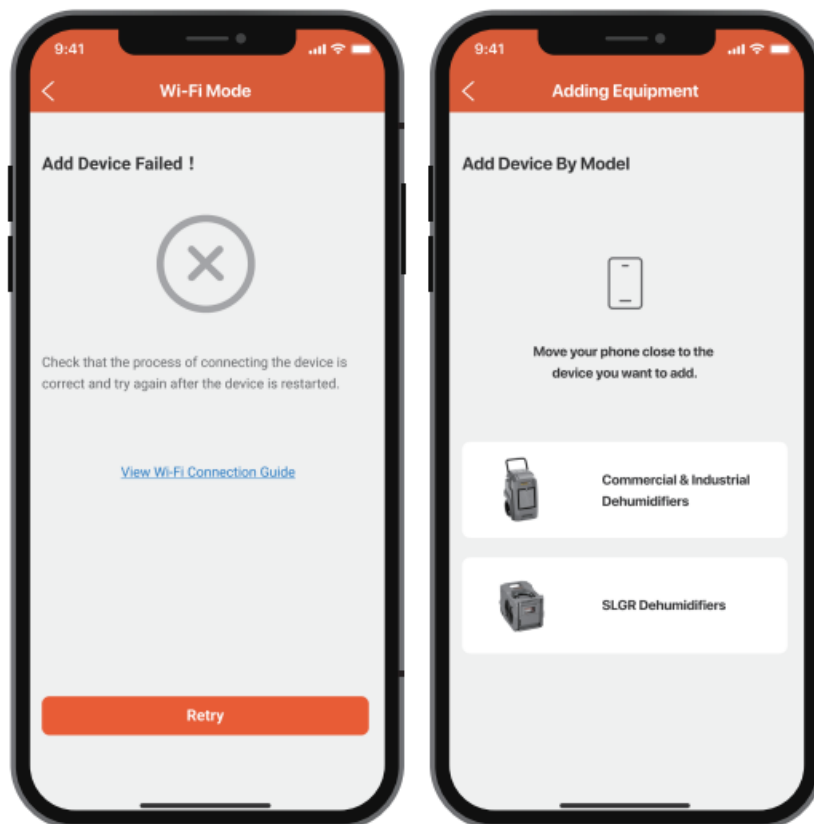 9:41
Wi-Fi Mode
Add Device Failed !
Check that the process of connecting the device is
correct and try again after the device is restarted.
View Wi-Fi Connection Guide
Retry
9:41
Adding Equipment
Add Device By Model
Move your phone close to the
device you want to add.
Commercial & Industrial
Dehumidifiers
SLGR Dehumidifiers